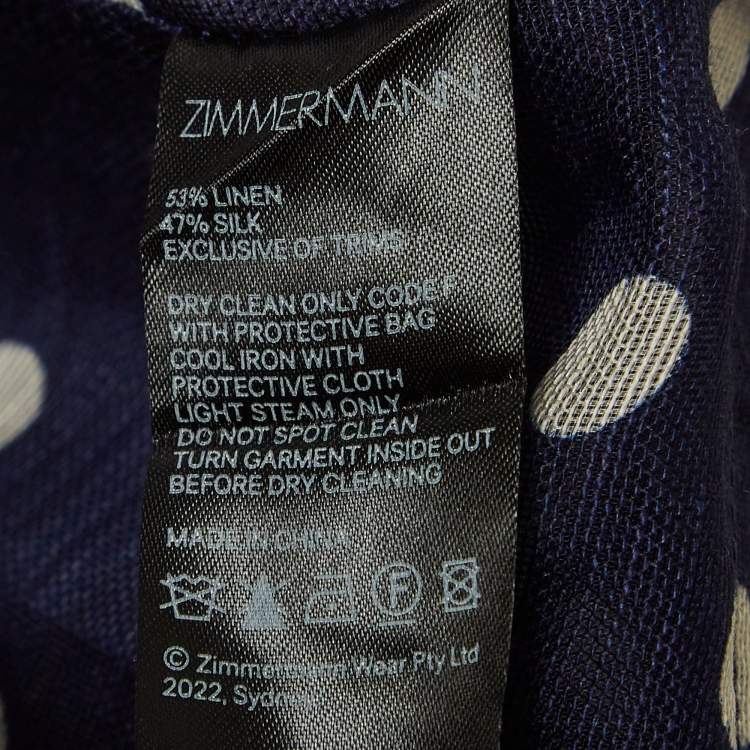 ZIMMERMANN
53% LINEN
47% SILK
EXCLUSIVE OF TRIMS
DRY CLEAN ONLY CODE F
WITH PROTECTIVE BAG
COOL IRON WITH
PROTECTIVE CLOTH
LIGHT STEAM ONLY
DO NOT SPOT CLEAN
TURN GARMENT INSIDE OUT
BEFORE DRY CLEANING
MADE IN CHINA
F
© Zimmermann Wear Pty Ltd
2022, Sydney